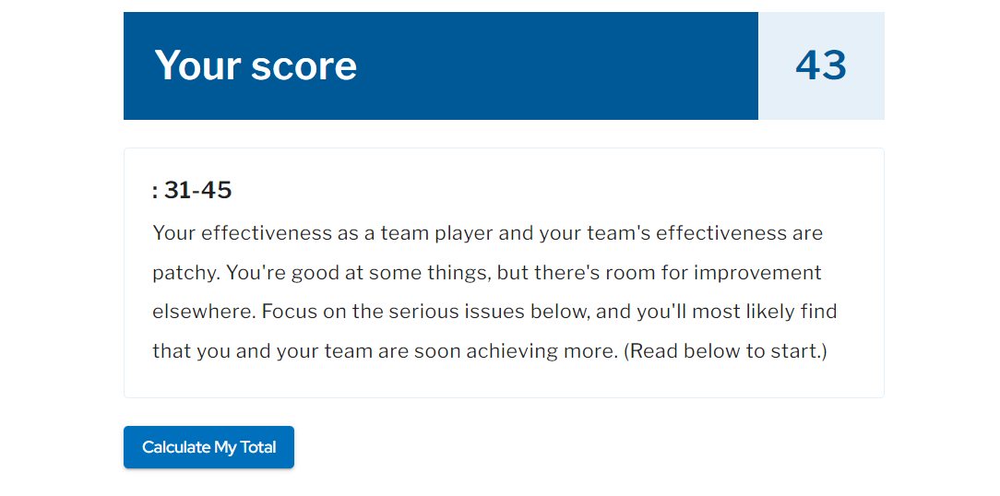 Your score
43
: 31-45
Your effectiveness as a team player and your team's effectiveness are
patchy. You're good at some things, but there's room for improvement
elsewhere. Focus on the serious issues below, and you'll most likely find
that you and your team are soon achieving more. (Read below to start.)
Calculate My Total